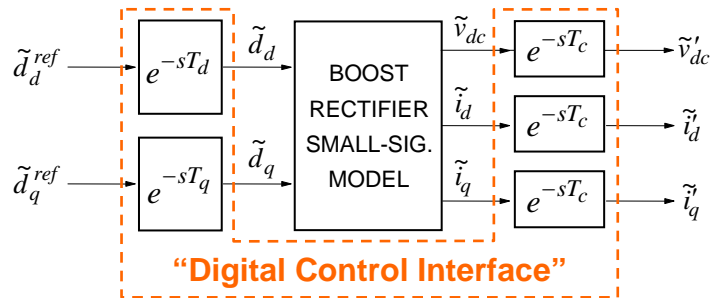 d̃_d^ref
e^{-sT_d}
d̃_d
BOOST
RECTIFIER
SMALL-SIG.
MODEL
ṽ_dc
e^{-sT_c}
ṽ′_dc
ĩ_d
e^{-sT_c}
ĩ′_d
d̃_q^ref
e^{-sT_q}
d̃_q
ĩ_q
e^{-sT_c}
ĩ′_q
“Digital Control Interface”